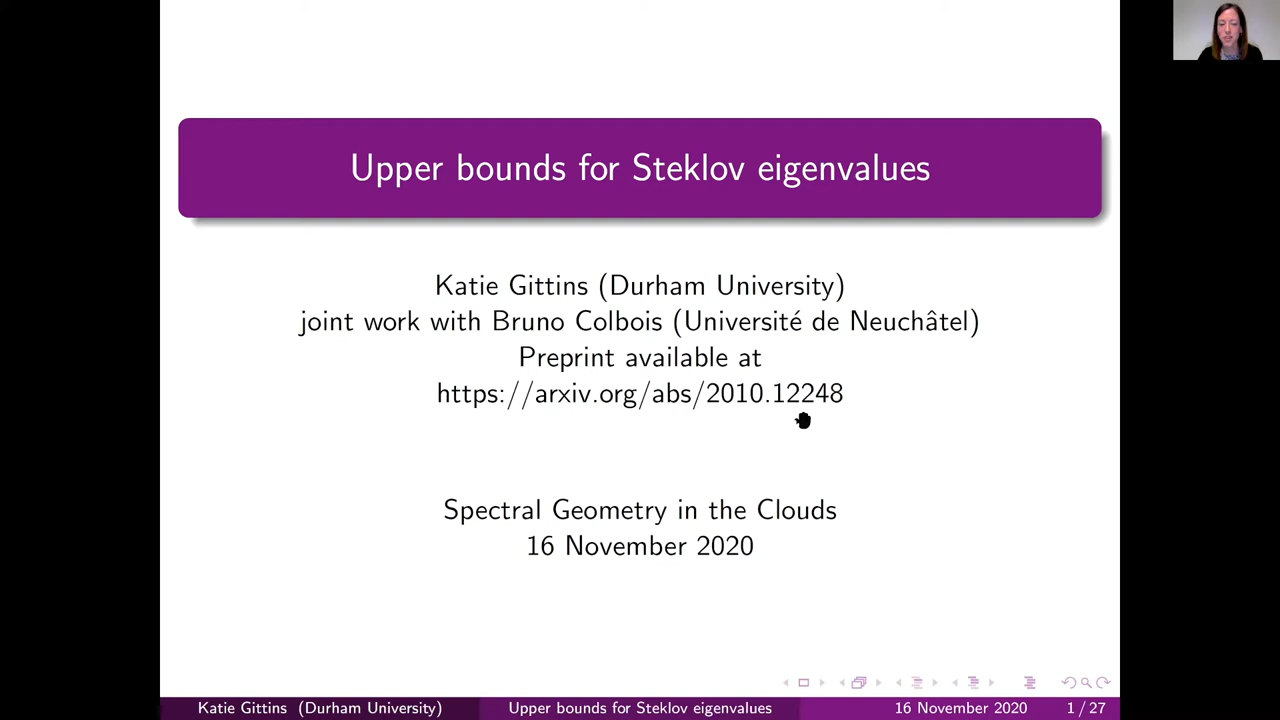 Upper bounds for Steklov eigenvalues
Katie Gittins (Durham University)
joint work with Bruno Colbois (Université de Neuchâtel)
Preprint available at
https://arxiv.org/abs/2010.12248
Spectral Geometry in the Clouds
16 November 2020
Katie Gittins (Durham University) Upper bounds for Steklov eigenvalues 16 November 2020 1 / 27